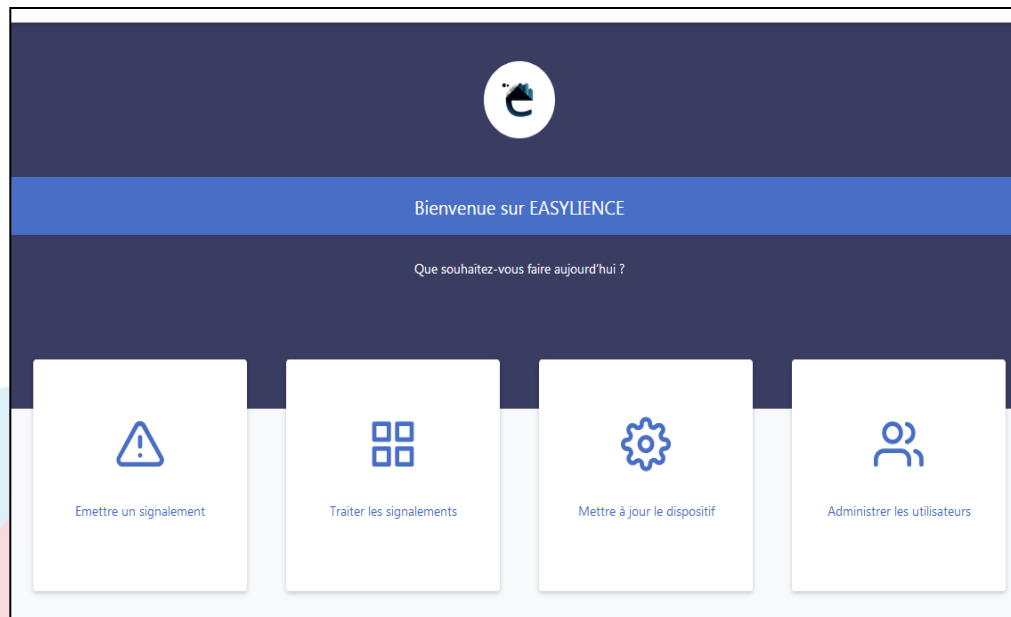 Bienvenue sur EASYLIENCE
Que souhaitez-vous faire aujourd'hui ?
Emettre un signalement
Traiter les signalements
Mettre à jour le dispositif
Administrer les utilisateurs